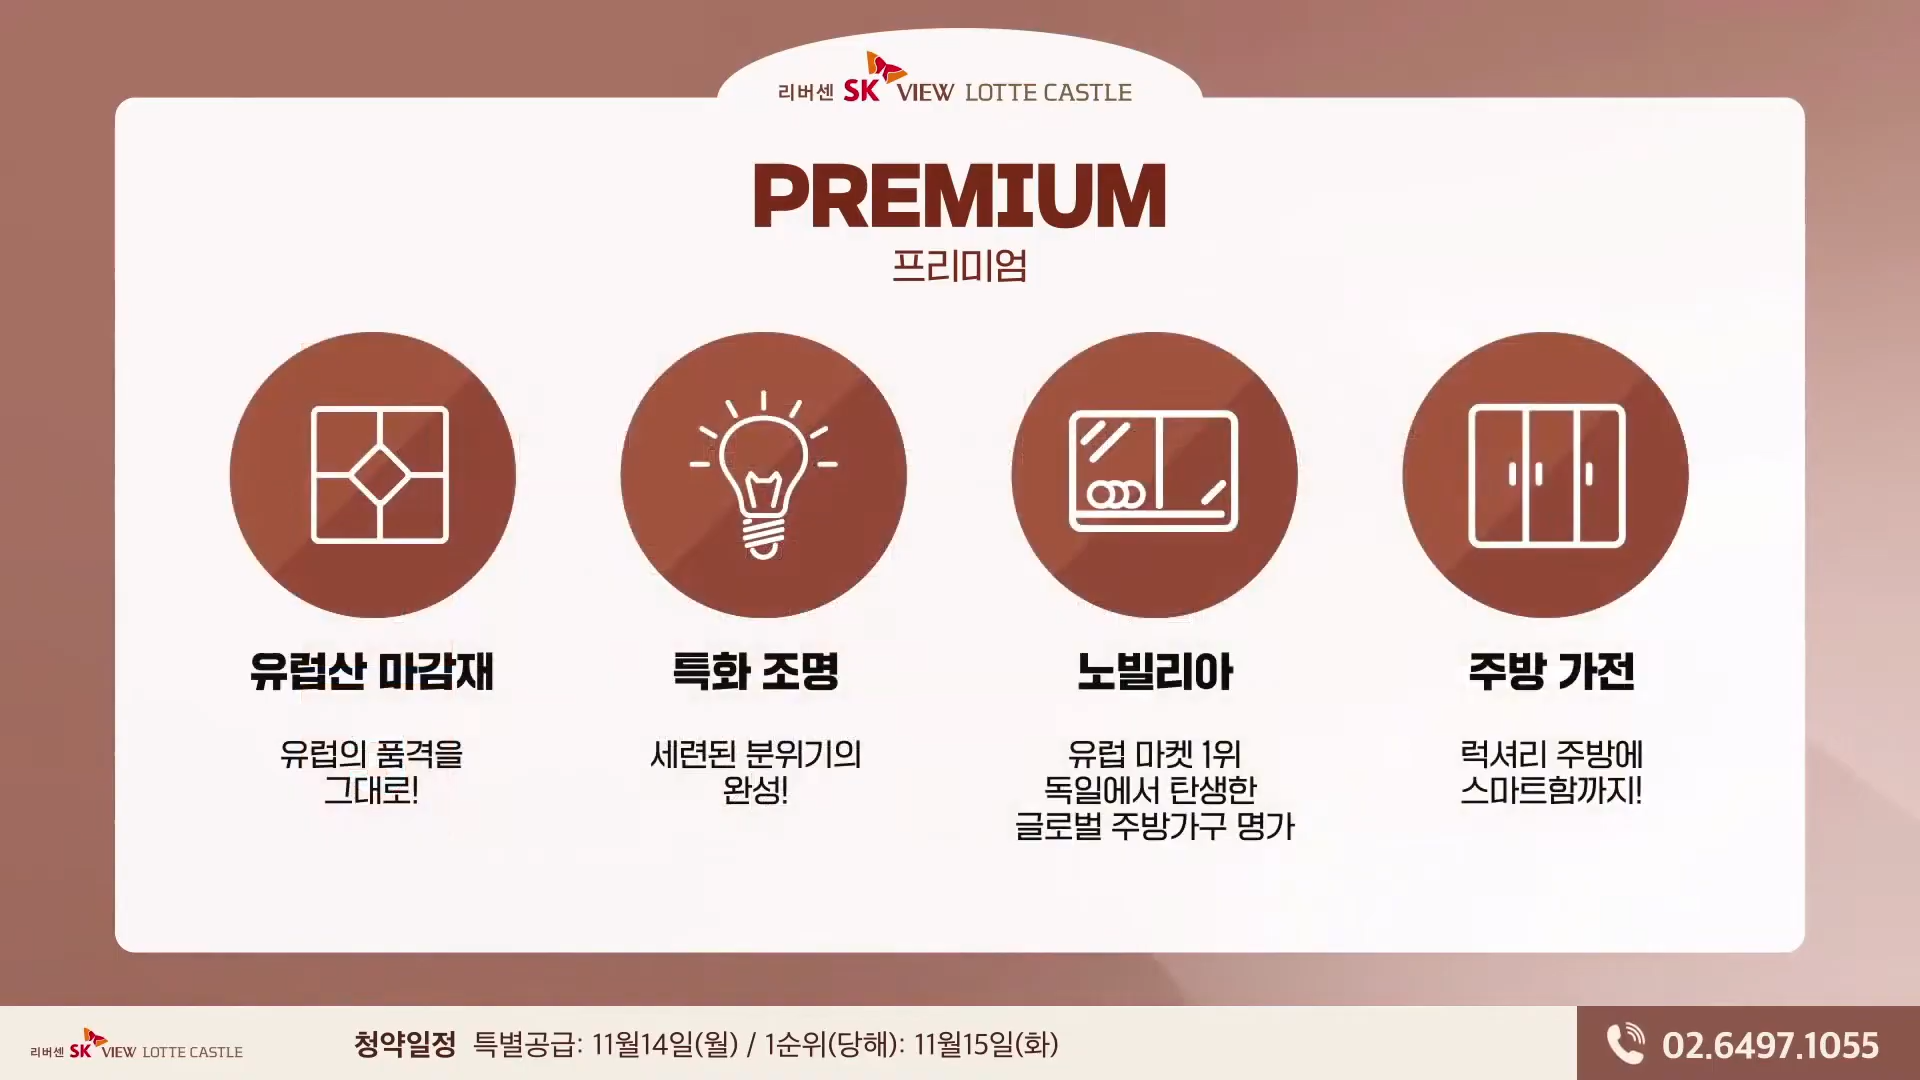 리버센 SK VIEW LOTTE CASTLE
PREMIUM
프리미엄
유럽산 마감재
유럽의 품격을
그대로!
특화 조명
세련된 분위기의
완성!
노빌리아
유럽 마켓 1위
독일에서 탄생한
글로벌 주방가구 명가
주방 가전
럭셔리 주방에
스마트함까지!
리버센 SK VIEW LOTTE CASTLE
청약일정 특별공급: 11월14일(월) / 1순위(당해): 11월15일(화)
02.6497.1055